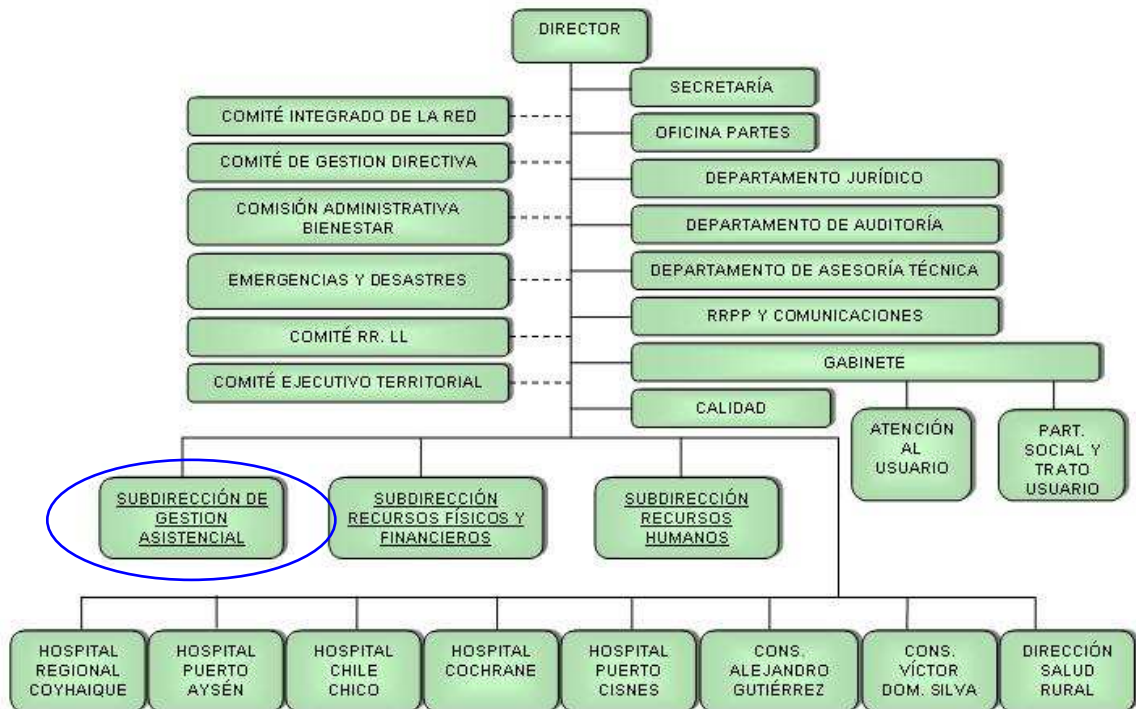 DIRECTOR
SECRETARÍA
COMITÉ INTEGRADO DE LA RED
OFICINA PARTES
COMITÉ DE GESTION DIRECTIVA
DEPARTAMENTO JURÍDICO
COMISIÓN ADMINISTRATIVA
BIENESTAR
DEPARTAMENTO DE AUDITORÍA
EMERGENCIAS Y DESASTRES
DEPARTAMENTO DE ASESORÍA TÉCNICA
RRPP Y COMUNICACIONES
COMITÉ RR. LL
GABINETE
COMITÉ EJECUTIVO TERRITORIAL
CALIDAD
ATENCIÓN
AL
USUARIO
PART.
SOCIAL Y
TRATO
USUARIO
SUBDIRECCIÓN DE
GESTION
ASISTENCIAL
SUBDIRECCIÓN
RECURSOS FÍSICOS Y
FINANCIEROS
SUBDIRECCIÓN
RECURSOS
HUMANOS
HOSPITAL
REGIONAL
COYHAIQUE
HOSPITAL
PUERTO
AYSÉN
HOSPITAL
CHILE
CHICO
HOSPITAL
COCHRANE
HOSPITAL
PUERTO
CISNES
CONS.
ALEJANDRO
GUTIÉRREZ
CONS.
VÍCTOR
DOM. SILVA
DIRECCIÓN
SALUD
RURAL